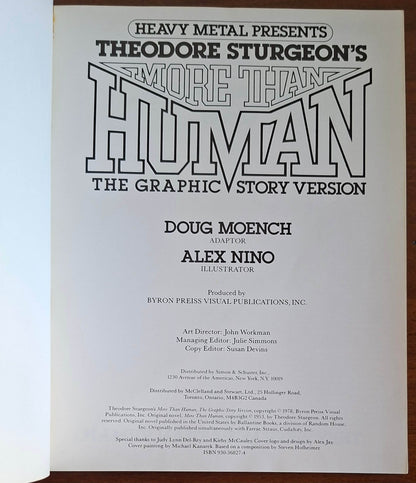 HEAVY METAL PRESENTS
THEODORE STURGEON'S
MORE THAN
HUMAN
THE GRAPHIC STORY VERSION
DOUG MOENCH
ADAPTOR
ALEX NINO
ILLUSTRATOR
Produced by
BYRON PREISS VISUAL PUBLICATIONS, INC.
Art Director: John Workman
Managing Editor: Julie Simmons
Copy Editor: Susan Devins
Distributed by Simon & Schuster, Inc.,
1230 Avenue of the Americas, New York, N.Y. 10019
Distributed by McClelland and Stewart, Ltd., 25 Hollinger Road,
Toronto, Ontario, M4B3G2 Canada
Theodore Sturgeon's More Than Human, The Graphic Story Version, copyright © 1978, Byron Preiss Visual
Publications, Inc. Original novel, More Than Human, copyright © 1953, by Theodore Sturgeon. All rights
reserved. Original novel published in the United States by Ballantine Books, a division of Random House,
Inc. Originally published simultaneously with Farrar, Straus, Cudahay, Inc.
Special thanks to Judy Lynn Del-Rey and Kirby McCauley. Cover logo and design by Alex Jay.
Cover painting by Michael Kanarek. Based on a concept by Steven Hofheimer.
ISBN 930-36827-4